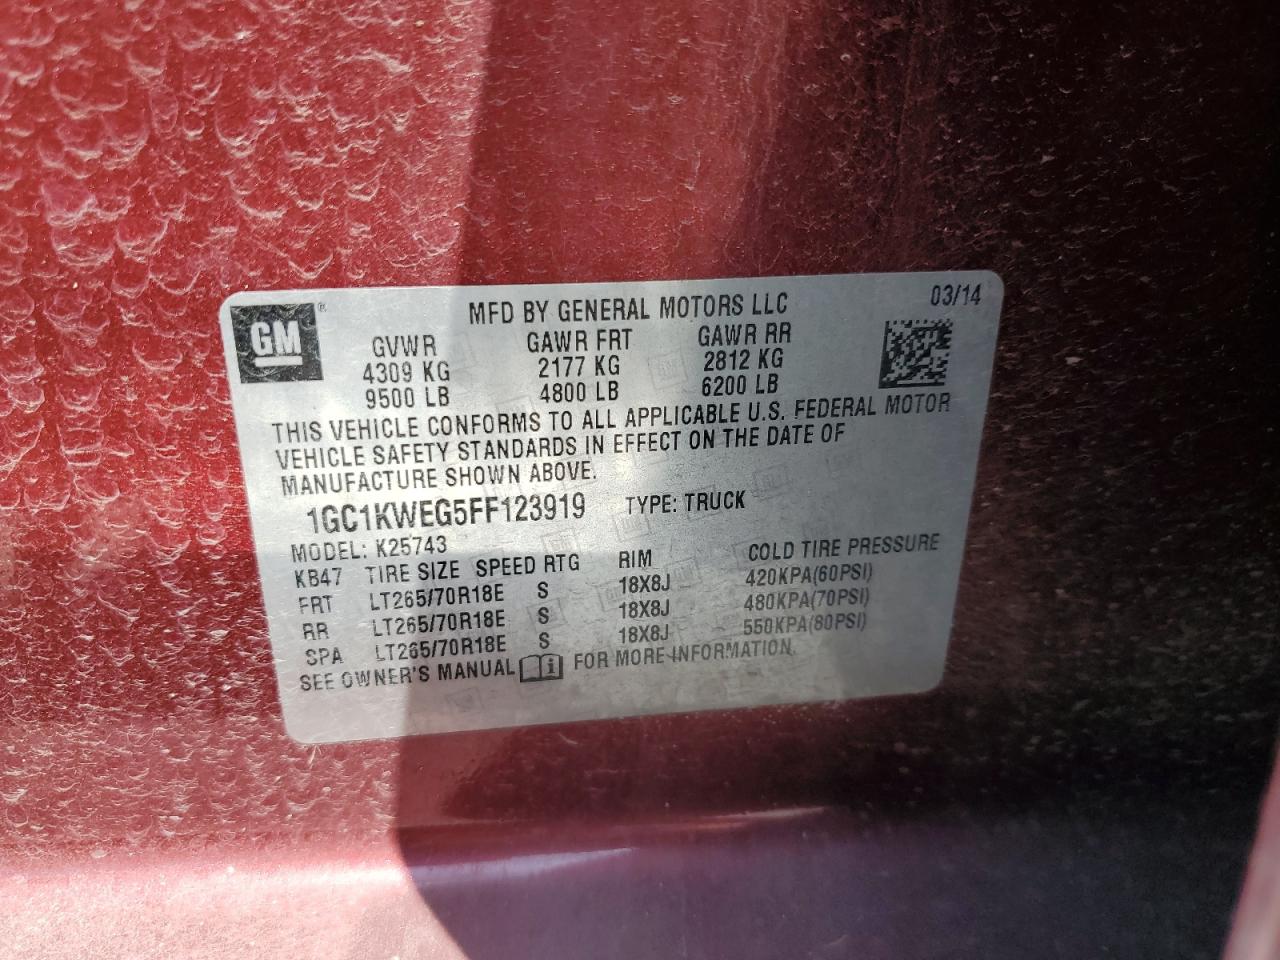 MFD BY GENERAL MOTORS LLC 03/14
GM ®
GVWR GAWR FRT GAWR RR
4309 KG 2177 KG 2812 KG
9500 LB 4800 LB 6200 LB
THIS VEHICLE CONFORMS TO ALL APPLICABLE U.S. FEDERAL MOTOR
VEHICLE SAFETY STANDARDS IN EFFECT ON THE DATE OF
MANUFACTURE SHOWN ABOVE.
1GC1KWEG5FF123919 TYPE: TRUCK
MODEL: K25743
KB47 TIRE SIZE SPEED RTG RIM COLD TIRE PRESSURE
FRT LT265/70R18E S 18X8J 420KPA(60PSI)
RR LT265/70R18E S 18X8J 480KPA(70PSI)
SPA LT265/70R18E S 18X8J 550KPA(80PSI)
SEE OWNER'S MANUAL FOR MORE INFORMATION.